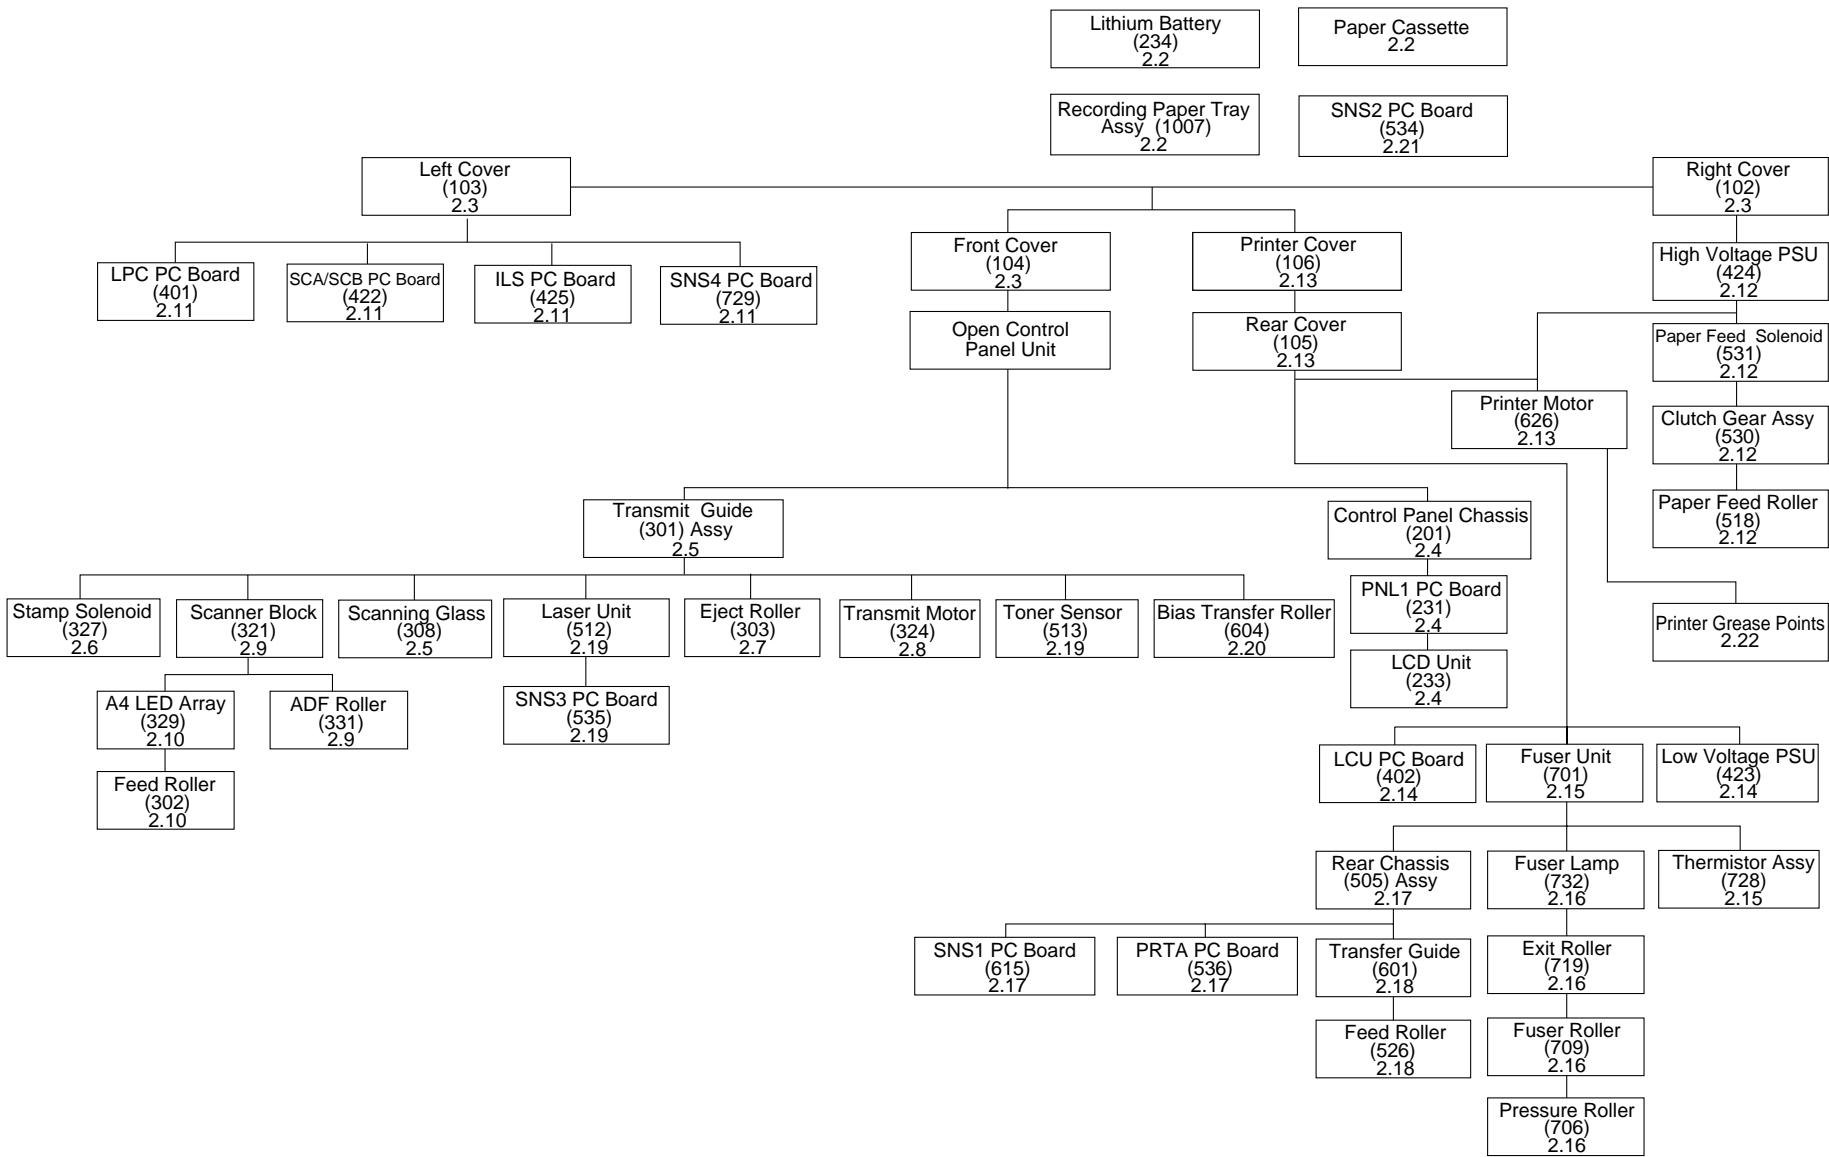 Lithium Battery
(234)
2.2
Paper Cassette
2.2
Recording Paper Tray
Assy (1007)
2.2
SNS2 PC Board
(534)
2.21
Left Cover
(103)
2.3
Right Cover
(102)
2.3
LPC PC Board
(401)
2.11
SCA/SCB PC Board
(422)
2.11
ILS PC Board
(425)
2.11
SNS4 PC Board
(729)
2.11
Front Cover
(104)
2.3
Printer Cover
(106)
2.13
High Voltage PSU
(424)
2.12
Open Control
Panel Unit
Rear Cover
(105)
2.13
Paper Feed Solenoid
(531)
2.12
Printer Motor
(626)
2.13
Clutch Gear Assy
(530)
2.12
Paper Feed Roller
(518)
2.12
Transmit Guide
(301) Assy
2.5
Control Panel Chassis
(201)
2.4
Stamp Solenoid
(327)
2.6
Scanner Block
(321)
2.9
Scanning Glass
(308)
2.5
Laser Unit
(512)
2.19
Eject Roller
(303)
2.7
Transmit Motor
(324)
2.8
Toner Sensor
(513)
2.19
Bias Transfer Roller
(604)
2.20
PNL1 PC Board
(231)
2.4
Printer Grease Points
2.22
LCD Unit
(233)
2.4
A4 LED Array
(329)
2.10
ADF Roller
(331)
2.9
SNS3 PC Board
(535)
2.19
Feed Roller
(302)
2.10
LCU PC Board
(402)
2.14
Fuser Unit
(701)
2.15
Low Voltage PSU
(423)
2.14
Rear Chassis
(505) Assy
2.17
Fuser Lamp
(732)
2.16
Thermistor Assy
(728)
2.15
SNS1 PC Board
(615)
2.17
PRTA PC Board
(536)
2.17
Transfer Guide
(601)
2.18
Exit Roller
(719)
2.16
Feed Roller
(526)
2.18
Fuser Roller
(709)
2.16
Pressure Roller
(706)
2.16